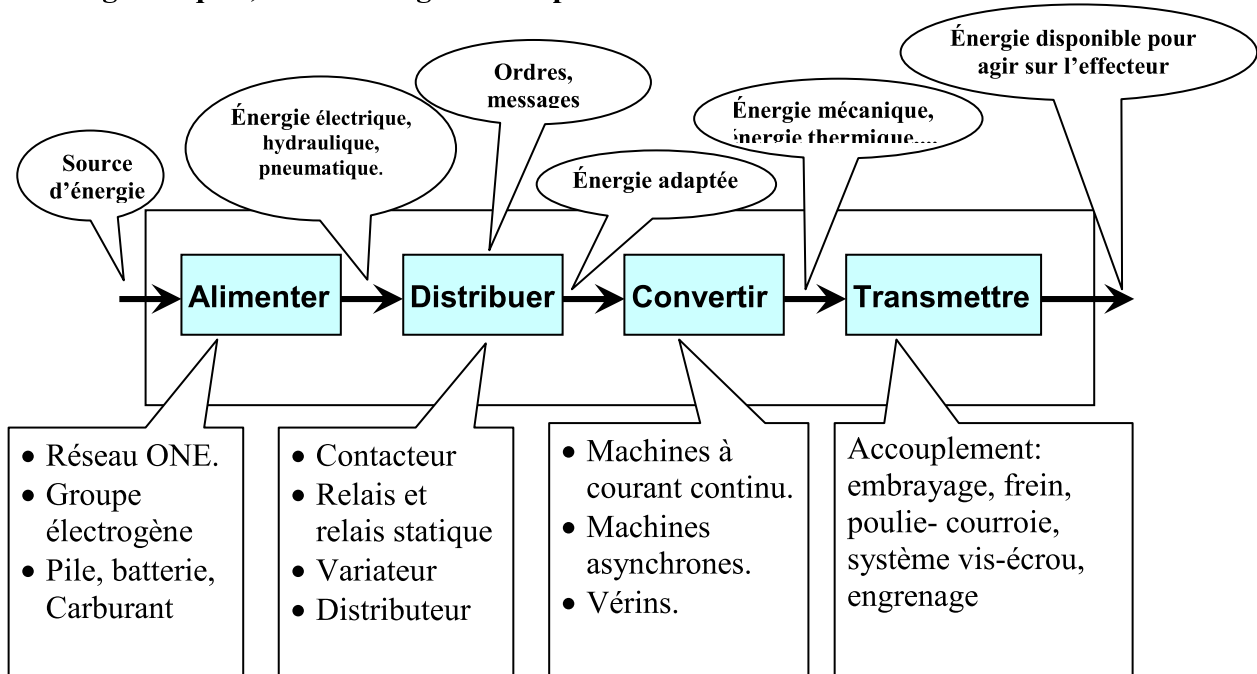 Énergie disponible pour
agir sur l'effecteur
Ordres,
messages
Énergie mécanique,
énergie thermique,...
Énergie électrique,
hydraulique,
pneumatique.
Source
d'énergie
Énergie adaptée
Alimenter
Distribuer
Convertir
Transmettre
• Réseau ONE.
• Groupe
électrogène
• Pile, batterie,
Carburant
• Contacteur
• Relais et
relais statique
• Variateur
• Distributeur
• Machines à
courant continu.
• Machines
asynchrones.
• Vérins.
Accouplement:
embrayage, frein,
poulie- courroie,
système vis-écrou,
engrenage